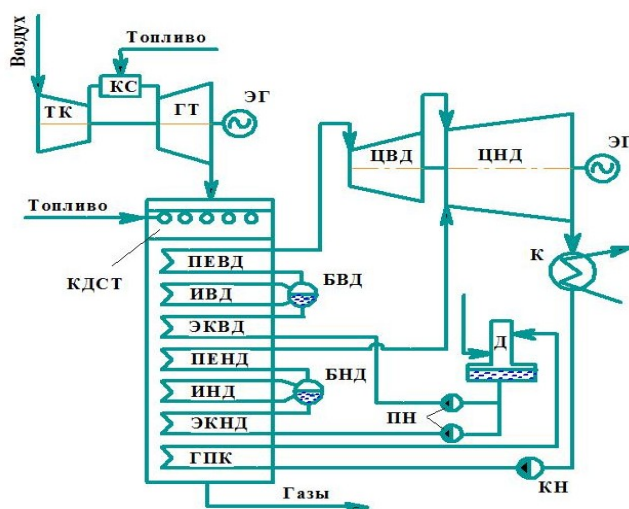 Воздух
Топливо
КС
ТК
ГТ
ЭГ
ЦВД
ЦНД
ЭГ
Топливо
КДСТ
К
ПЕВД
БВД
ИВД
ЭКВД
Д
ПЕНД
БНД
ИНД
ПН
ЭКНД
ГПК
КН
Газы